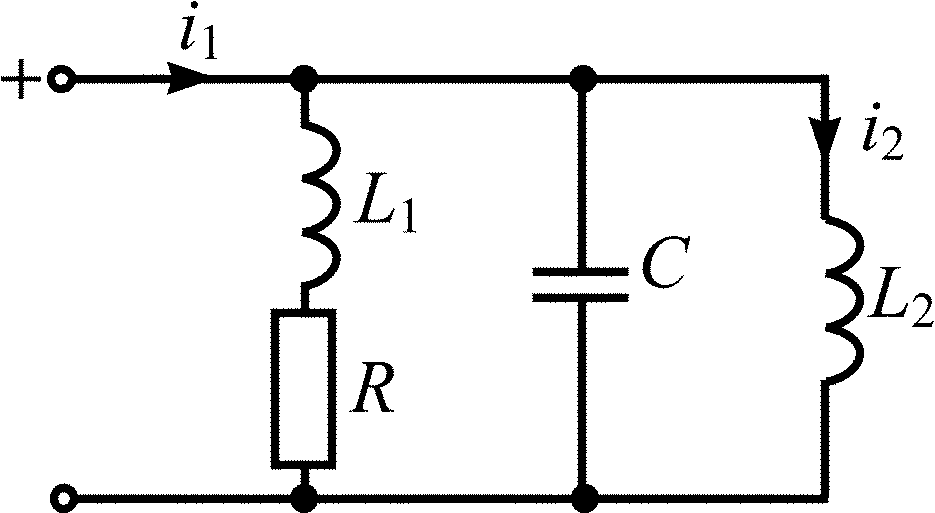 i₁
+
i₂
L₁
C
L₂
R